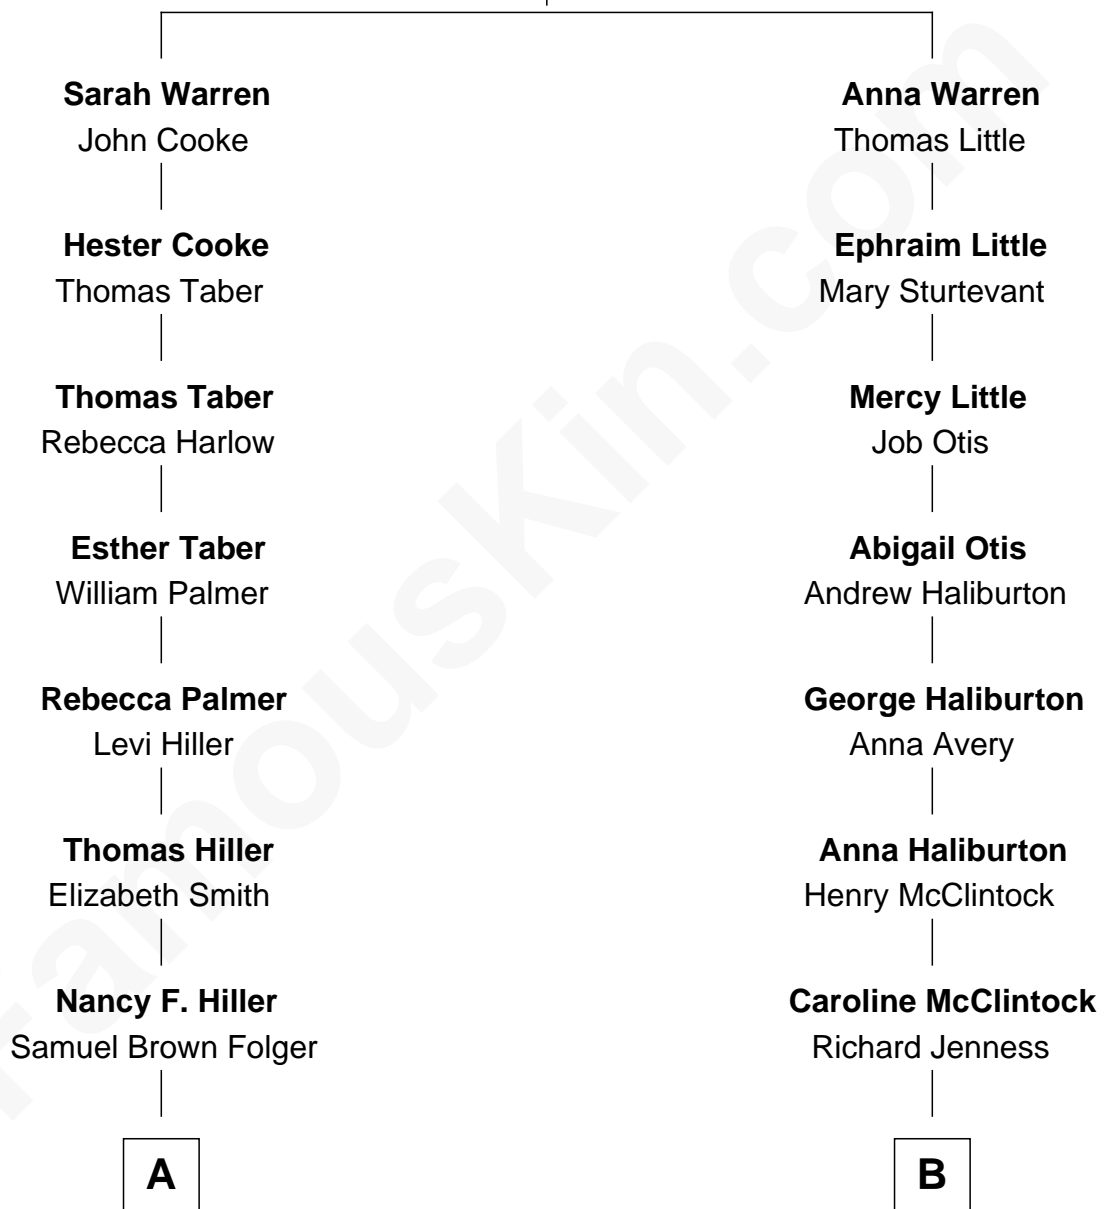 Sarah Warren
John Cooke
Hester Cooke
Thomas Taber
Thomas Taber
Rebecca Harlow
Esther Taber
William Palmer
Rebecca Palmer
Levi Hiller
Thomas Hiller
Elizabeth Smith
Nancy F. Hiller
Samuel Brown Folger
A
Anna Warren
Thomas Little
Ephraim Little
Mary Sturtevant
Mercy Little
Job Otis
Abigail Otis
Andrew Haliburton
George Haliburton
Anna Avery
Anna Haliburton
Henry McClintock
Caroline McClintock
Richard Jenness
B
FamousKin.com